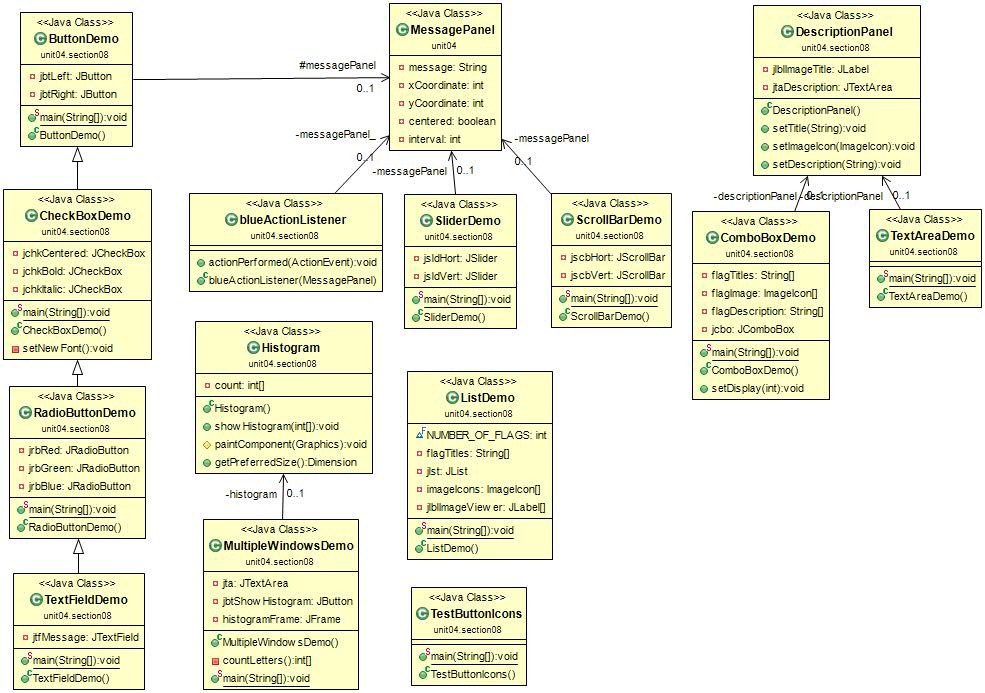 <<Java Class>>
ButtonDemo
unit04.section08
jbtLeft: JButton
jbtRight: JButton
main(String[]):void
ButtonDemo()
#messagePanel
0..1
<<Java Class>>
MessagePanel
unit04
message: String
xCoordinate: int
yCoordinate: int
centered: boolean
interval: int
<<Java Class>>
DescriptionPanel
unit04.section08
jlblImageTitle: JLabel
jtaDescription: JTextArea
DescriptionPanel()
setTitle(String):void
setImageIcon(ImageIcon):void
setDescription(String):void
-messagePanel_
0..1
-messagePanel
0..1
-messagePanel
0..1
-descriptionPanel
0..1
-descriptionPanel
0..1
<<Java Class>>
CheckBoxDemo
unit04.section08
jchkCentered: JCheckBox
jchkBold: JCheckBox
jchkItalic: JCheckBox
main(String[]):void
CheckBoxDemo()
setNewFont():void
<<Java Class>>
blueActionListener
unit04.section08
actionPerformed(ActionEvent):void
blueActionListener(MessagePanel)
<<Java Class>>
SliderDemo
unit04.section08
jsldHort: JSlider
jsldVert: JSlider
main(String[]):void
SliderDemo()
<<Java Class>>
ScrollBarDemo
unit04.section08
jscbHort: JScrollBar
jscbVert: JScrollBar
main(String[]):void
ScrollBarDemo()
<<Java Class>>
ComboBoxDemo
unit04.section08
flagTitles: String[]
flagImage: ImageIcon[]
flagDescription: String[]
jcbo: JComboBox
main(String[]):void
ComboBoxDemo()
setDisplay(int):void
<<Java Class>>
TextAreaDemo
unit04.section08
main(String[]):void
TextAreaDemo()
<<Java Class>>
Histogram
unit04.section08
count: int[]
Histogram()
showHistogram(int[]):void
paintComponent(Graphics):void
getPreferredSize():Dimension
-histogram
0..1
<<Java Class>>
RadioButtonDemo
unit04.section08
jrbRed: JRadioButton
jrbGreen: JRadioButton
jrbBlue: JRadioButton
main(String[]):void
RadioButtonDemo()
<<Java Class>>
ListDemo
unit04.section08
NUMBER_OF_FLAGS: int
flagTitles: String[]
jlst: JList
imageIcons: ImageIcon[]
jlblImageViewer: JLabel[]
main(String[]):void
ListDemo()
<<Java Class>>
MultipleWindowsDemo
unit04.section08
jta: JTextArea
jbtShowHistogram: JButton
histogramFrame: JFrame
MultipleWindowsDemo()
countLetters():int[]
main(String[]):void
<<Java Class>>
TextFieldDemo
unit04.section08
jtfMessage: JTextField
main(String[]):void
TextFieldDemo()
<<Java Class>>
TestButtonIcons
unit04.section08
main(String[]):void
TestButtonIcons()